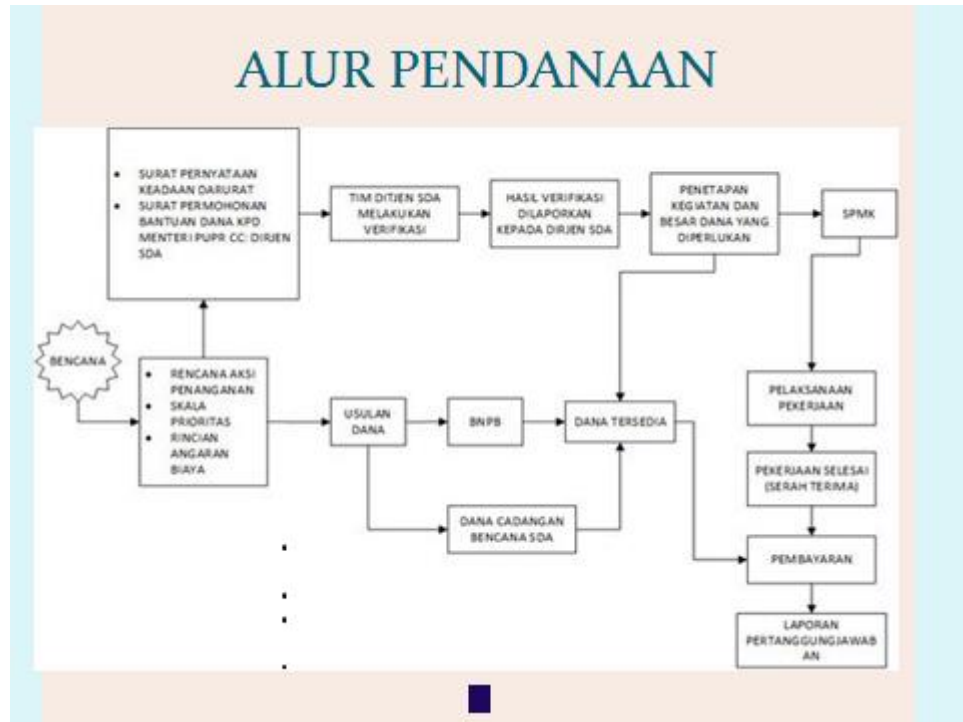 ALUR PENDANAAN
• SURAT PERNYATAAN
KEADAAN DARURAT
• SURAT PERMOHONAN
BANTUAN DANA KPD
MENTERI PUPR CC: DIRJEN
SDA
TIM DITJEN SDA
MELAKUKAN
VERIFIKASI
HASIL VERIFIKASI
DILAPORKAN
KEPADA DIRJEN SDA
PENETAPAN
KEGIATAN DAN
BESAR DANA YANG
DIPERLUKAN
SPMK
BENCANA
• RENCANA AKSI
PENANGANAN
• SKALA
PRIORITAS
• RINCIAN
ANGARAN
BIAYA
USULAN
DANA
BNPB
DANA TERSEDIA
DANA CADANGAN
BENCANA SDA
PELAKSANAAN
PEKERJAAN
PEKERJAAN SELESAI
(SERAH TERIMA)
PEMBAYARAN
LAPORAN
PERTANGGUNGJAWAB
AN